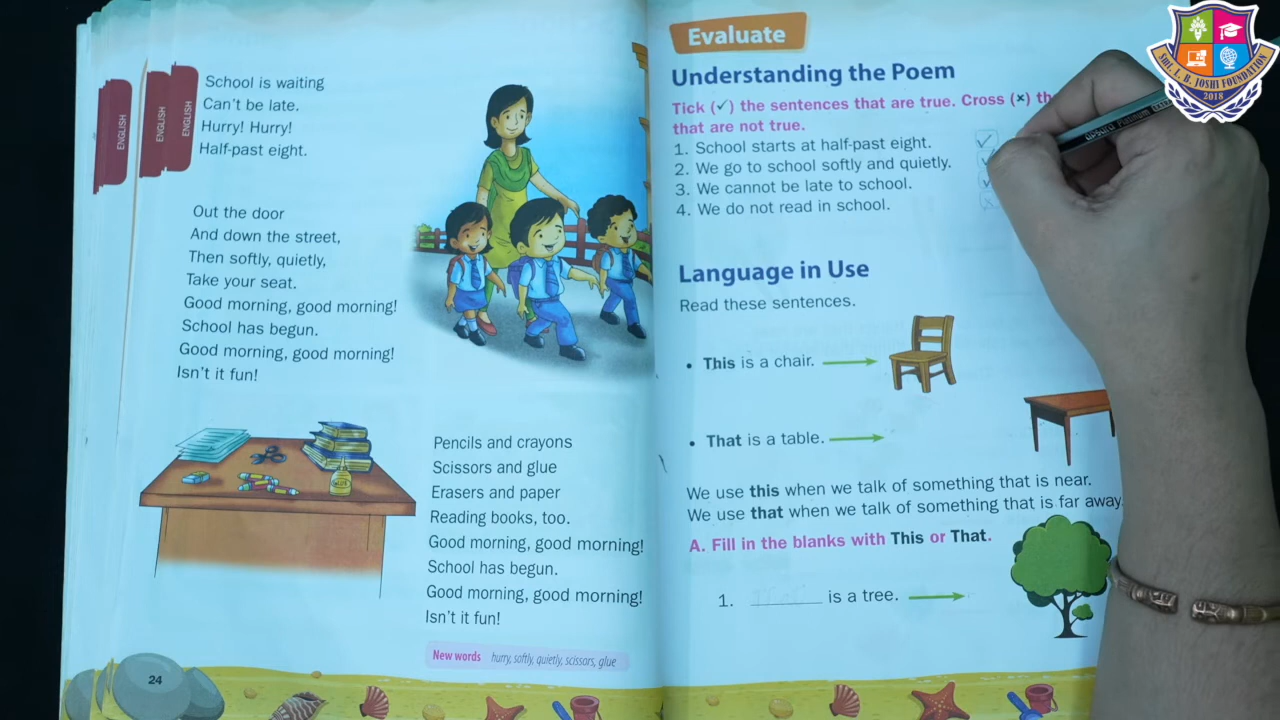 ENGLISH
ENGLISH
ENGLISH
School is waiting
Can't be late.
Hurry! Hurry!
Half-past eight.
Out the door
And down the street,
Then softly, quietly,
Take your seat.
Good morning, good morning!
School has begun.
Good morning, good morning!
Isn't it fun!
Pencils and crayons
Scissors and glue
Erasers and paper
Reading books, too.
Good morning, good morning!
School has begun.
Good morning, good morning!
Isn't it fun!
New words hurry, softly, quietly, scissors, glue
24
Evaluate
Understanding the Poem
Tick (✓) the sentences that are true. Cross (×)
that are not true.
1. School starts at half-past eight.
2. We go to school softly and quietly.
3. We cannot be late to school.
4. We do not read in school.
Language in Use
Read these sentences.
• This is a chair.
• That is a table.
We use this when we talk of something that is near.
We use that when we talk of something that is far away.
A. Fill in the blanks with This or That.
1. ______ is a tree.
apsara Platinum
SMT. L. B. JOSHI FOUNDATION
2018